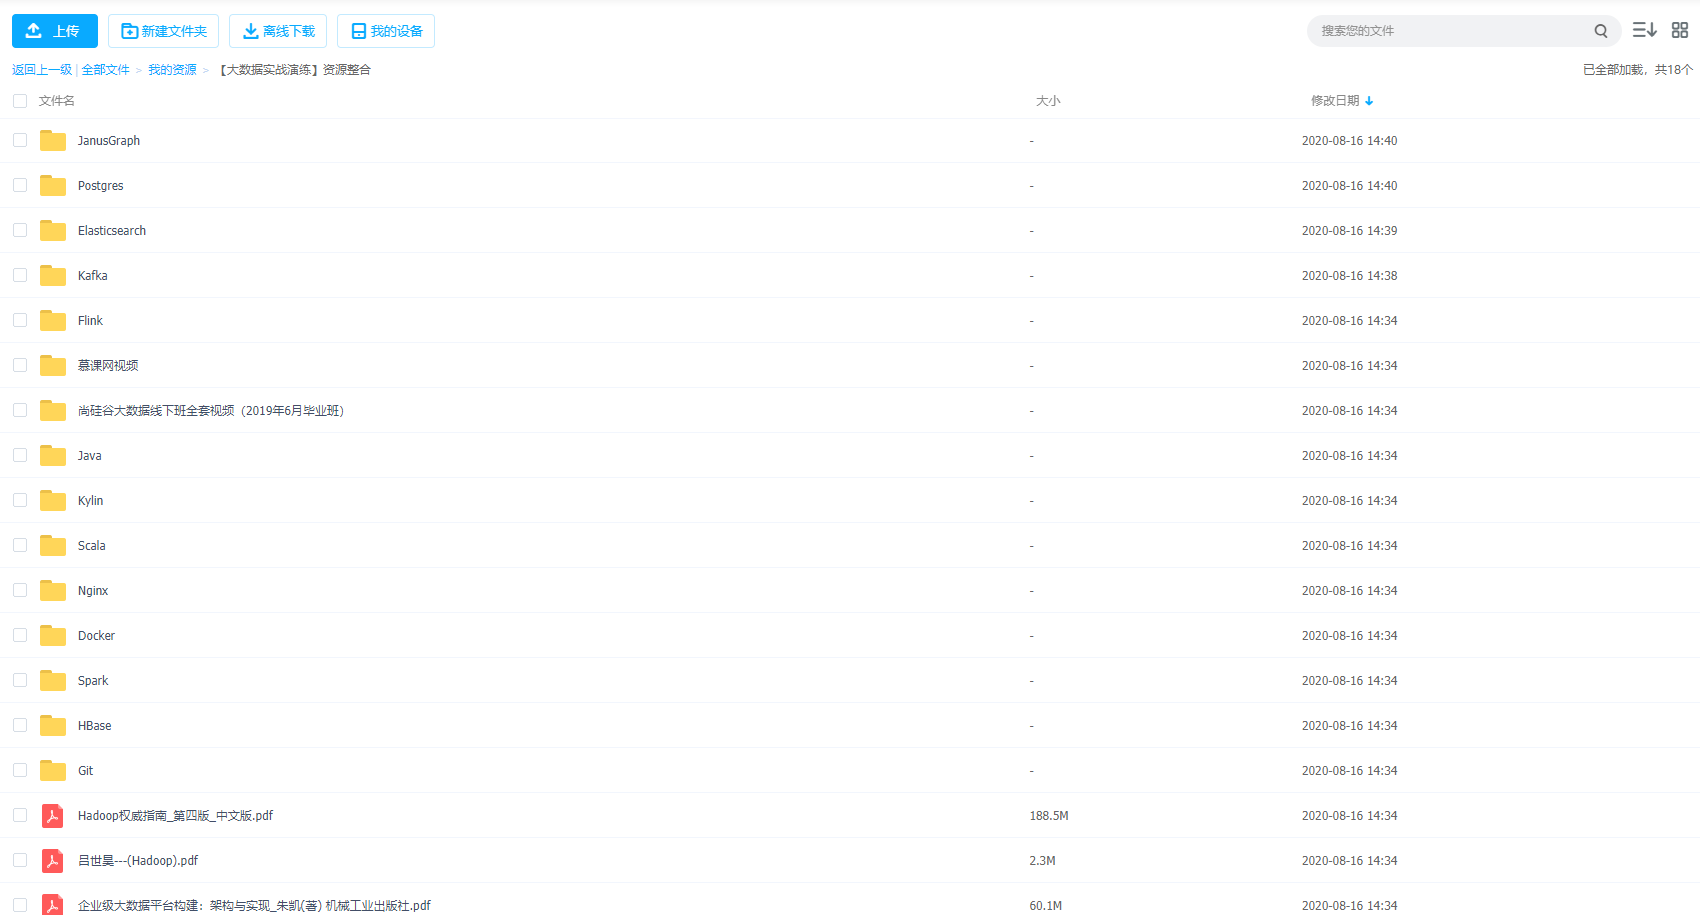 上传 新建文件夹 离线下载 我的设备 搜索您的文件
返回上一级 | 全部文件 > 我的资源 > 【大数据实战演练】资源整合 已全部加载，共18个
文件名 大小 修改日期
JanusGraph - 2020-08-16 14:40
Postgres - 2020-08-16 14:40
Elasticsearch - 2020-08-16 14:39
Kafka - 2020-08-16 14:38
Flink - 2020-08-16 14:34
慕课网视频 - 2020-08-16 14:34
尚硅谷大数据线下班全套视频（2019年6月毕业班） - 2020-08-16 14:34
Java - 2020-08-16 14:34
Kylin - 2020-08-16 14:34
Scala - 2020-08-16 14:34
Nginx - 2020-08-16 14:34
Docker - 2020-08-16 14:34
Spark - 2020-08-16 14:34
HBase - 2020-08-16 14:34
Git - 2020-08-16 14:34
Hadoop权威指南_第四版_中文版.pdf 188.5M 2020-08-16 14:34
吕世昊---(Hadoop).pdf 2.3M 2020-08-16 14:34
企业级大数据平台构建：架构与实现_朱凯(著) 机械工业出版社.pdf 60.1M 2020-08-16 14:34